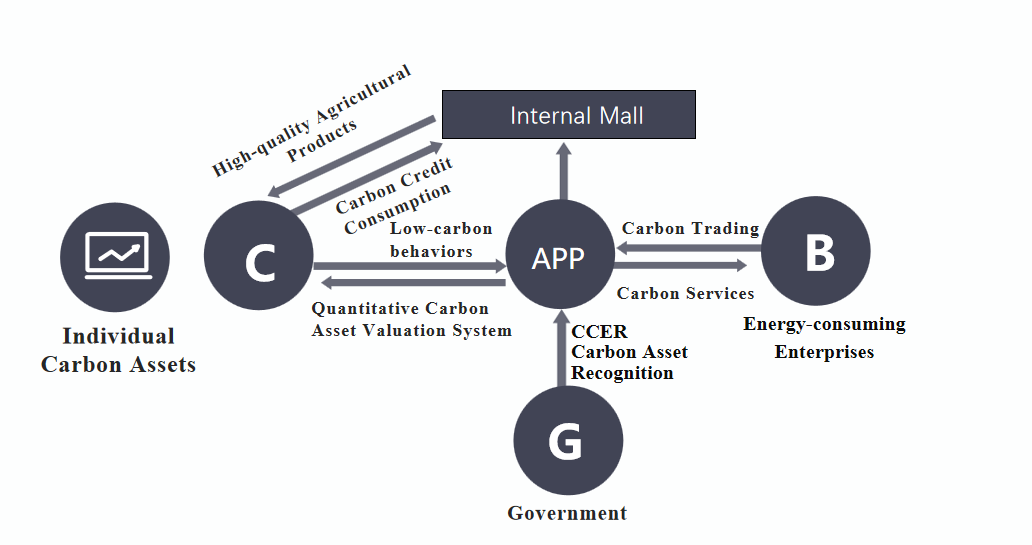 High-quality Agricultural
Products
Internal Mall
Carbon Credit
Consumption
Low-carbon
behaviors
Carbon Trading
C
APP
B
Quantitative Carbon
Asset Valuation System
Carbon Services
Individual
Carbon Assets
Energy-consuming
Enterprises
CCER
Carbon Asset
Recognition
G
Government